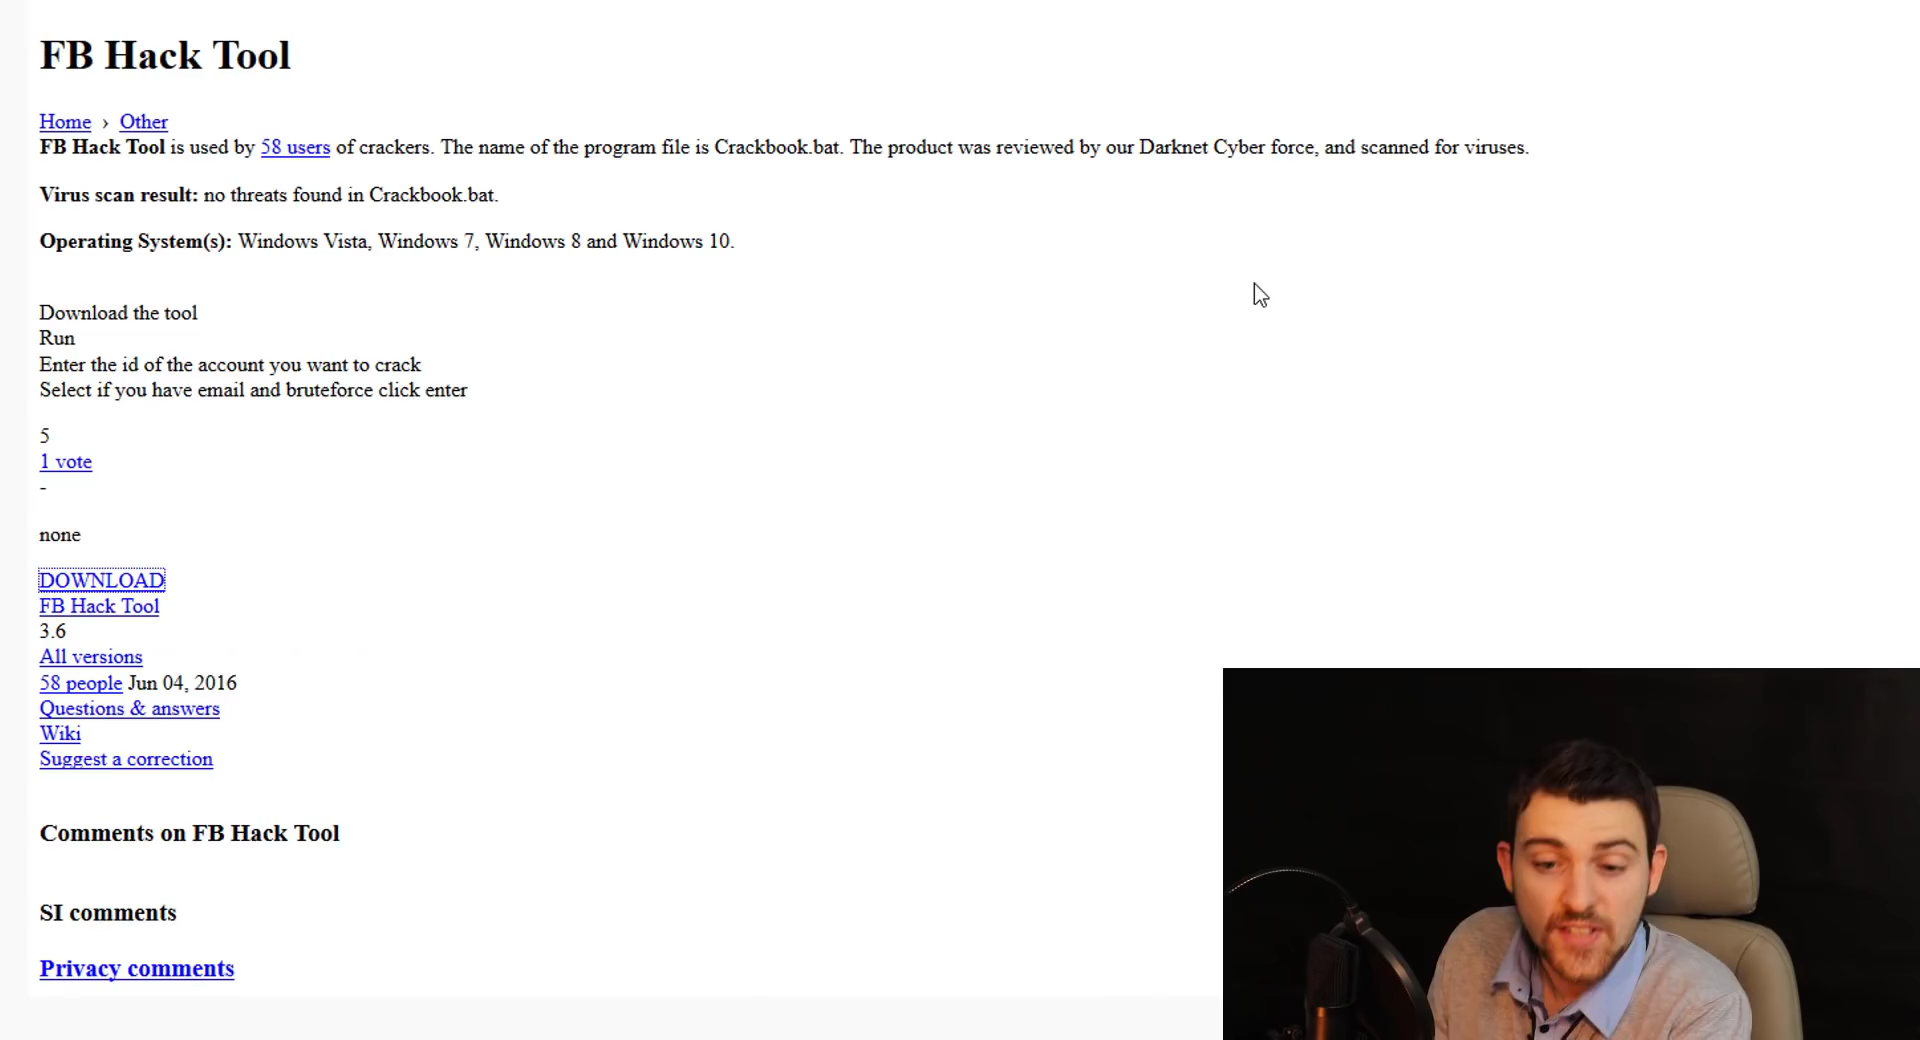 FB Hack Tool
Home › Other
FB Hack Tool is used by 58 users of crackers. The name of the program file is Crackbook.bat. The product was reviewed by our Darknet Cyber force, and scanned for viruses.
Virus scan result: no threats found in Crackbook.bat.
Operating System(s): Windows Vista, Windows 7, Windows 8 and Windows 10.
Download the tool
Run
Enter the id of the account you want to crack
Select if you have email and bruteforce click enter
5
1 vote
-
none
DOWNLOAD
FB Hack Tool
3.6
All versions
58 people Jun 04, 2016
Questions & answers
Wiki
Suggest a correction
Comments on FB Hack Tool
SI comments
Privacy comments